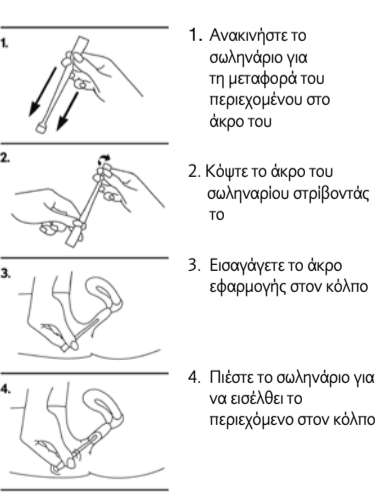 1.
1. Ανακινήστε το
σωληνάριο για
τη μεταφορά του
περιεχομένου στο
άκρο του
2.
2. Κόψτε το άκρο του
σωληναρίου στρίβοντάς
το
3.
3. Εισαγάγετε το άκρο
εφαρμογής στον κόλπο
4.
4. Πιέστε το σωληνάριο για
να εισέλθει το
περιεχόμενο στον κόλπο